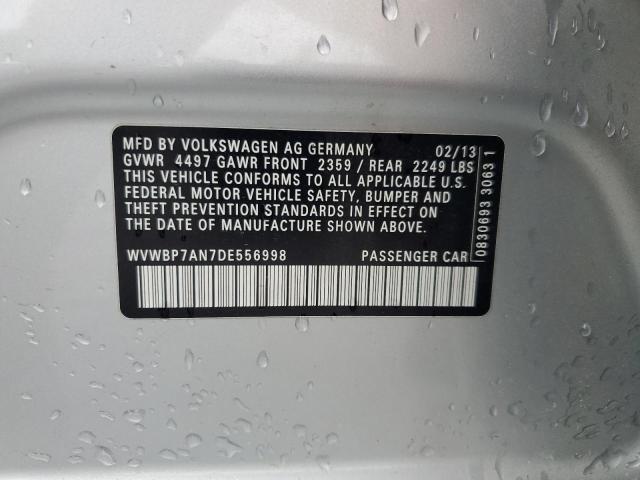 MFD BY VOLKSWAGEN AG GERMANY 02/13
GVWR 4497 GAWR FRONT 2359 / REAR 2249 LBS
THIS VEHICLE CONFORMS TO ALL APPLICABLE U.S.
FEDERAL MOTOR VEHICLE SAFETY, BUMPER AND
THEFT PREVENTION STANDARDS IN EFFECT ON
THE DATE OF MANUFACTURE SHOWN ABOVE.
WVWBP7AN7DE556998 PASSENGER CAR
0830693 3063 1